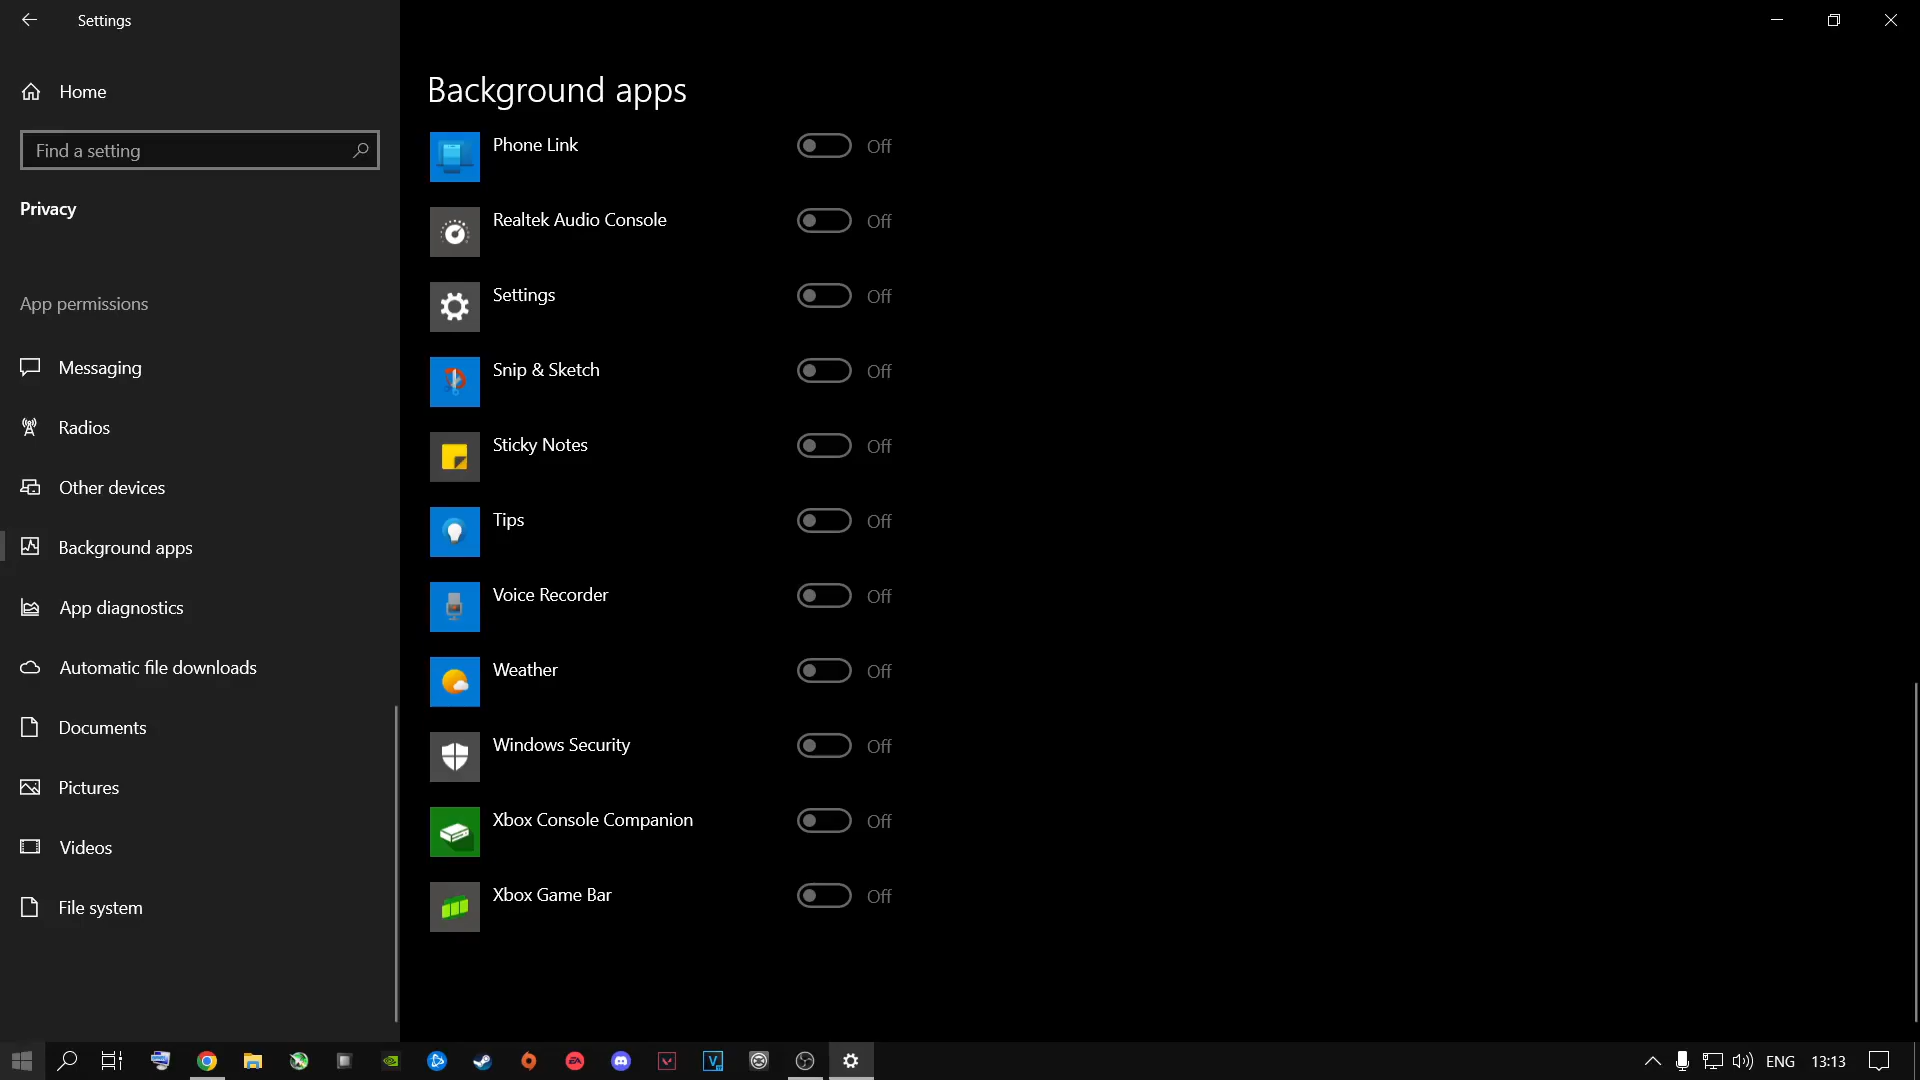 Settings
Home
Find a setting
Privacy
App permissions
Messaging
Radios
Other devices
Background apps
App diagnostics
Automatic file downloads
Documents
Pictures
Videos
File system
Background apps
Phone Link Off
Realtek Audio Console Off
Settings Off
Snip & Sketch Off
Sticky Notes Off
Tips Off
Voice Recorder Off
Weather Off
Windows Security Off
Xbox Console Companion Off
Xbox Game Bar Off
EA
V
ENG 13:13